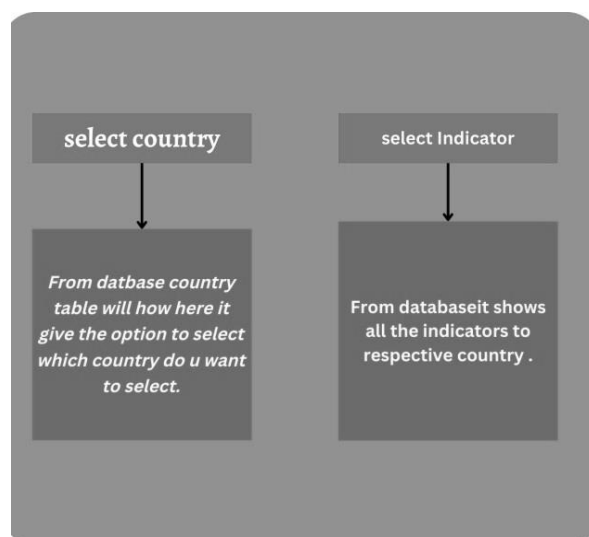 select country
From datbase country
table will how here it
give the option to select
which country do u want
to select.
select Indicator
From databaseit shows
all the indicators to
respective country .